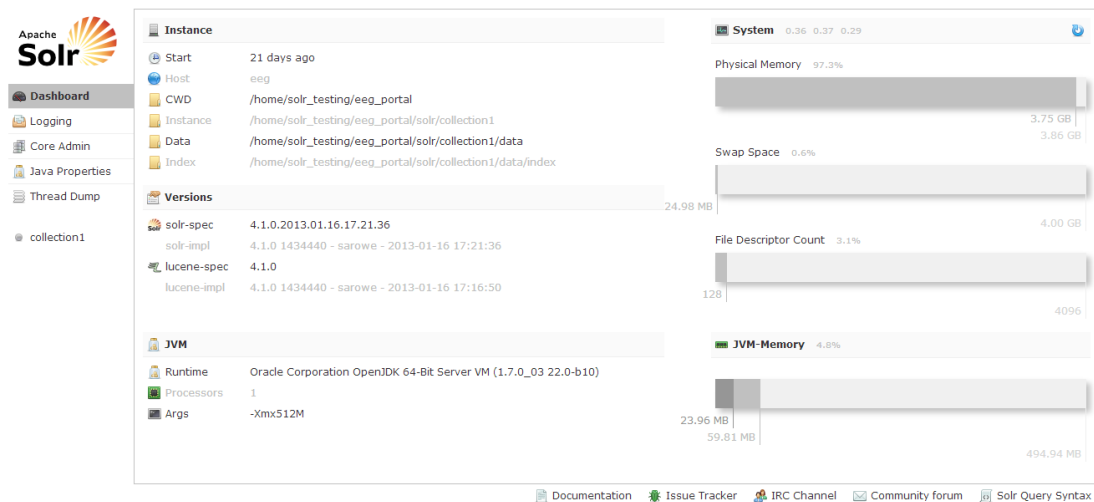 Apache
Solr
Dashboard
Logging
Core Admin
Java Properties
Thread Dump
collection1
Instance
Start 21 days ago
Host eeg
CWD /home/solr_testing/eeg_portal
Instance /home/solr_testing/eeg_portal/solr/collection1
Data /home/solr_testing/eeg_portal/solr/collection1/data
Index /home/solr_testing/eeg_portal/solr/collection1/data/index
Versions
solr-spec 4.1.0.2013.01.16.17.21.36
solr-impl 4.1.0 1434440 - sarowe - 2013-01-16 17:21:36
lucene-spec 4.1.0
lucene-impl 4.1.0 1434440 - sarowe - 2013-01-16 17:16:50
JVM
Runtime Oracle Corporation OpenJDK 64-Bit Server VM (1.7.0_03 22.0-b10)
Processors 1
Args -Xmx512M
System 0.36 0.37 0.29
Physical Memory 97.3%
3.75 GB
3.86 GB
Swap Space 0.6%
24.98 MB
4.00 GB
File Descriptor Count 3.1%
128
4096
JVM-Memory 4.8%
23.96 MB
59.81 MB
494.94 MB
Documentation Issue Tracker IRC Channel Community forum Solr Query Syntax